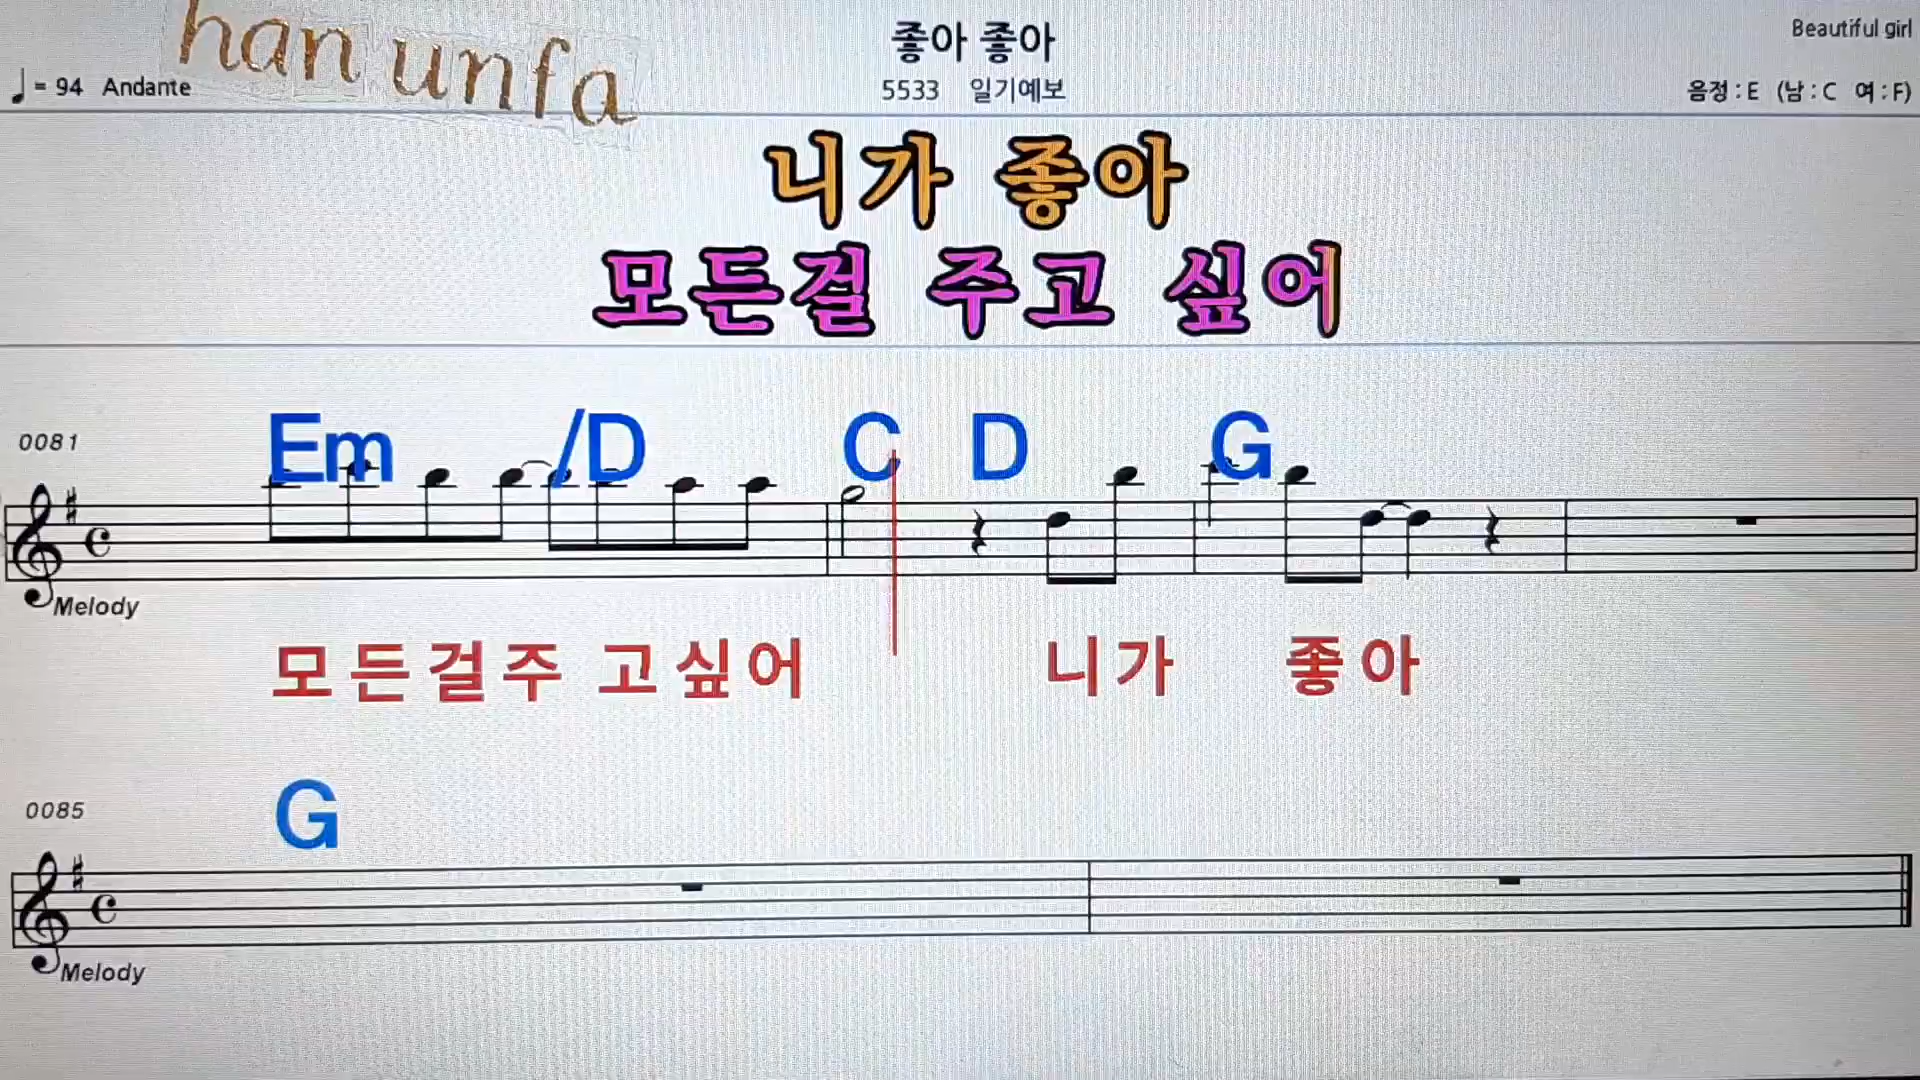 han unfa
좋아 좋아
Beautiful girl
♩= 94 Andante
5533 일기예보
음정 : E (남 : C 여 : F)
니가 좋아
모든걸 주고 싶어
0081
Em /D C D G
Melody
모든걸주 고싶어 니가 좋아
0085
G
Melody